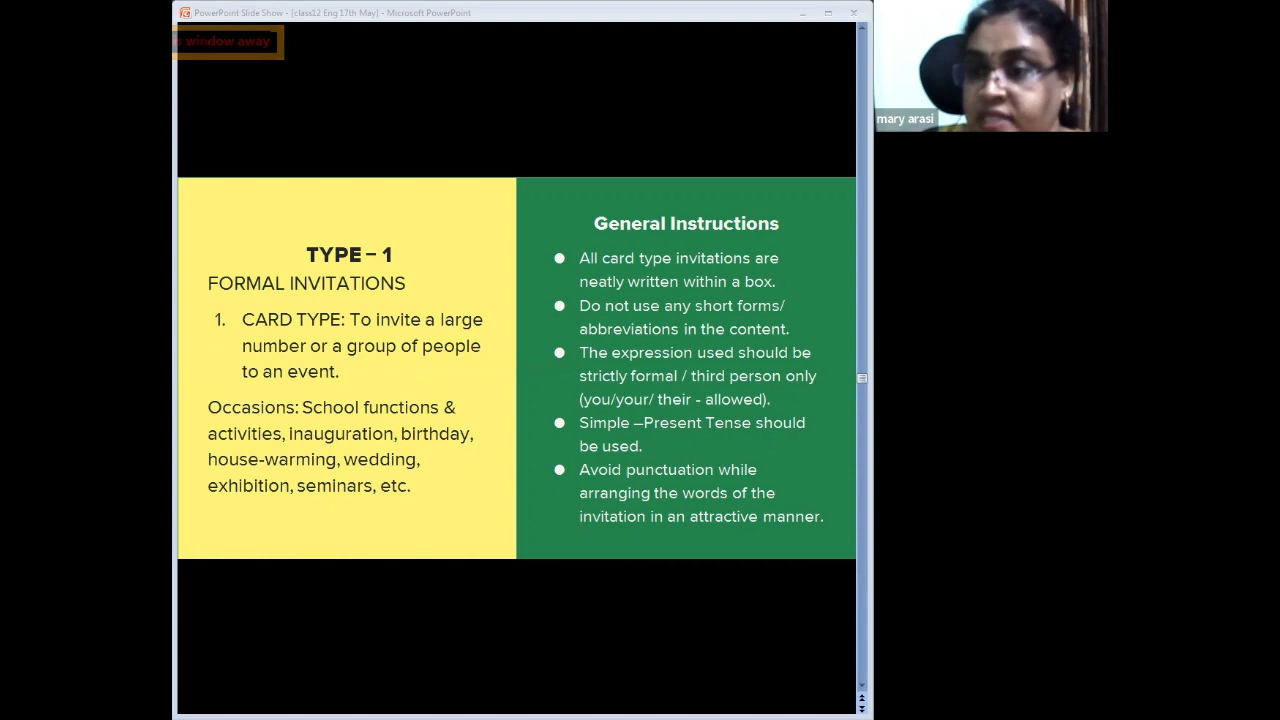 PowerPoint Slide Show - [class12 Eng 17th May] - Microsoft PowerPoint
window away
mary arasi
TYPE – 1
FORMAL INVITATIONS
1. CARD TYPE: To invite a large
number or a group of people
to an event.
Occasions: School functions &
activities, inauguration, birthday,
house-warming, wedding,
exhibition, seminars, etc.
General Instructions
● All card type invitations are
neatly written within a box.
● Do not use any short forms/
abbreviations in the content.
● The expression used should be
strictly formal / third person only
(you/your/ their - allowed).
● Simple –Present Tense should
be used.
● Avoid punctuation while
arranging the words of the
invitation in an attractive manner.